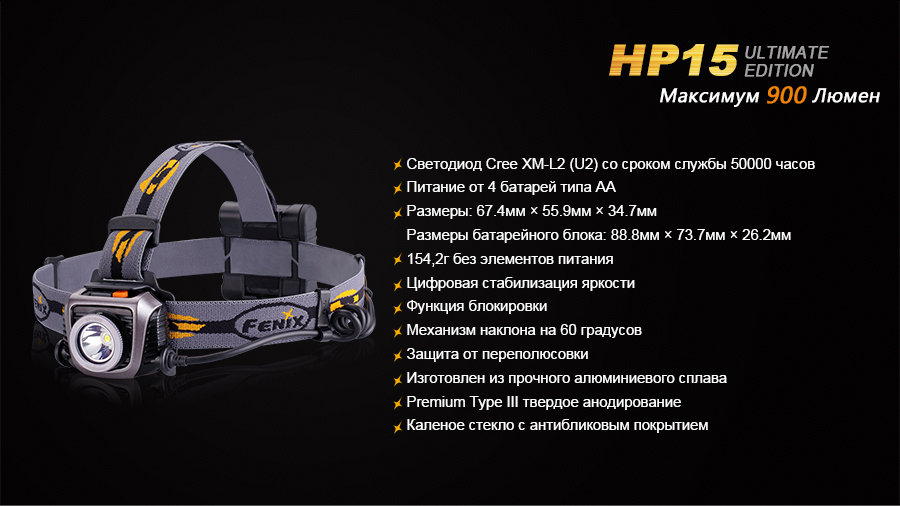 HP15 ULTIMATE
EDITION
Максимум 900 Люмен
Светодиод Cree XM-L2 (U2) со сроком службы 50000 часов
Питание от 4 батарей типа АА
Размеры: 67.4мм × 55.9мм × 34.7мм
Размеры батарейного блока: 88.8мм × 73.7мм × 26.2мм
154,2г без элементов питания
Цифровая стабилизация яркости
Функция блокировки
Механизм наклона на 60 градусов
Защита от переполюсовки
Изготовлен из прочного алюминиевого сплава
Premium Type III твердое анодирование
Каленое стекло с антибликовым покрытием
FENIX